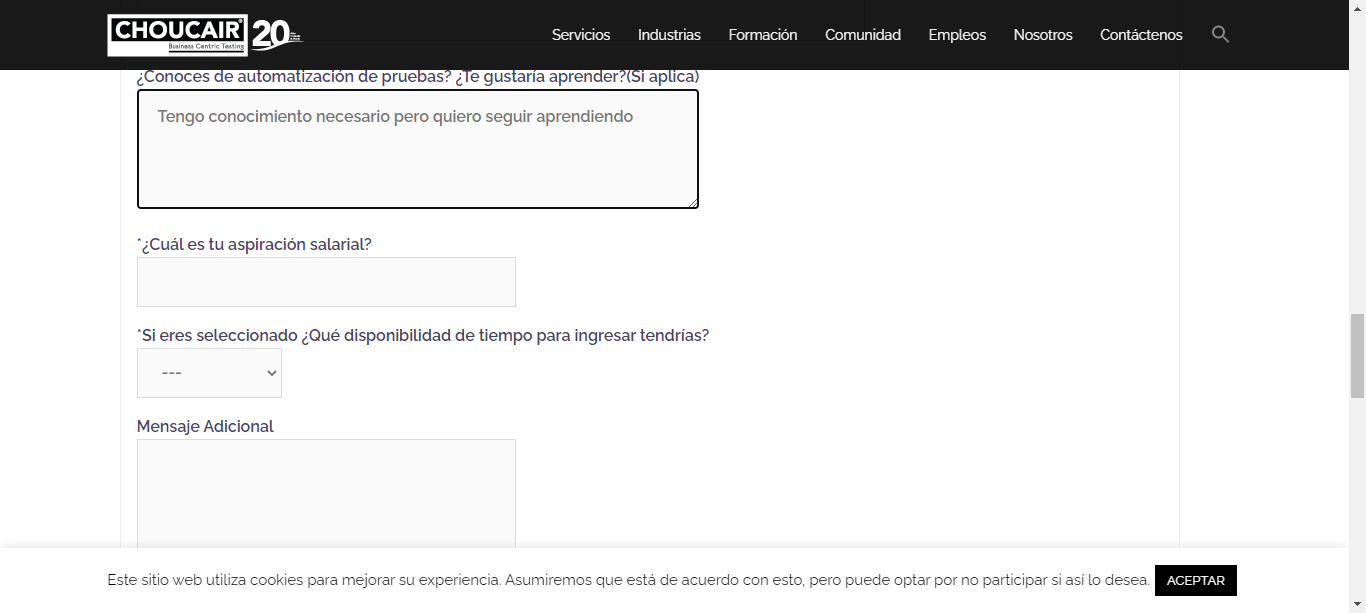 CHOUCAIR
Business Centric Testing
20
Servicios Industrias Formación Comunidad Empleos Nosotros Contáctenos
¿Conoces de automatización de pruebas? ¿Te gustaría aprender?(Si aplica)
Tengo conocimiento necesario pero quiero seguir aprendiendo
*¿Cuál es tu aspiración salarial?
*Si eres seleccionado ¿Qué disponibilidad de tiempo para ingresar tendrías?
---
Mensaje Adicional
Este sitio web utiliza cookies para mejorar su experiencia. Asumiremos que está de acuerdo con esto, pero puede optar por no participar si así lo desea. ACEPTAR